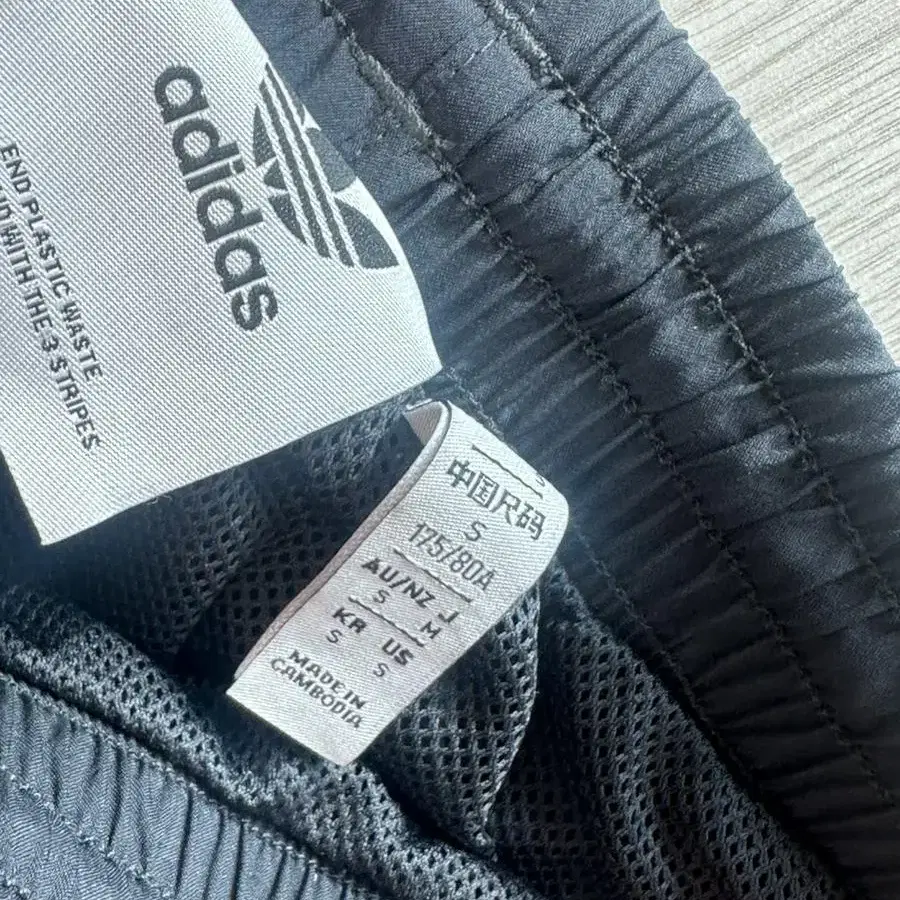 adidas
END PLASTIC WASTE
WITH THE 3 STRIPES
S
中国尺码
S
175/80A
AU/NZ J
S M
KR US
S S
MADE IN
CAMBODIA